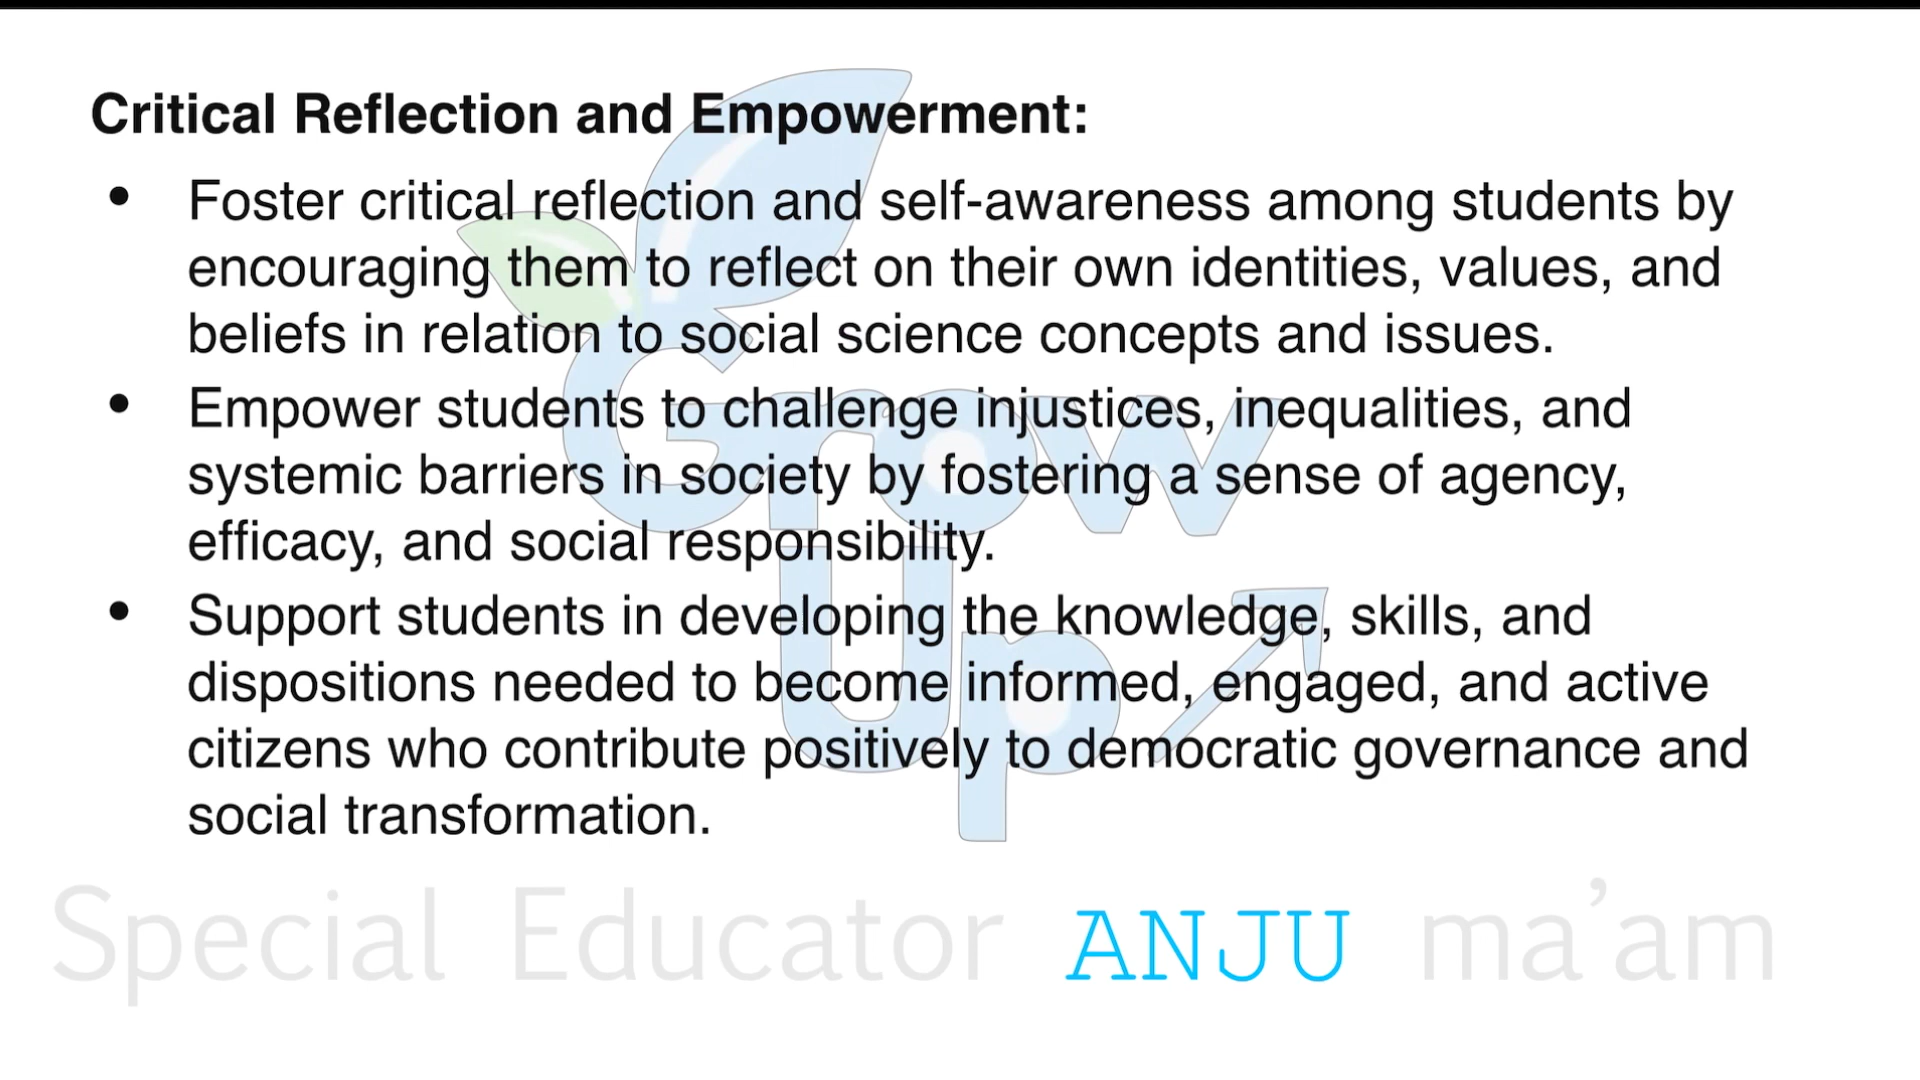 Critical Reflection and Empowerment:
• Foster critical reflection and self-awareness among students by
encouraging them to reflect on their own identities, values, and
beliefs in relation to social science concepts and issues.
• Empower students to challenge injustices, inequalities, and
systemic barriers in society by fostering a sense of agency,
efficacy, and social responsibility.
• Support students in developing the knowledge, skills, and
dispositions needed to become informed, engaged, and active
citizens who contribute positively to democratic governance and
social transformation.
Grow
Up
Special Educator ANJU ma’am